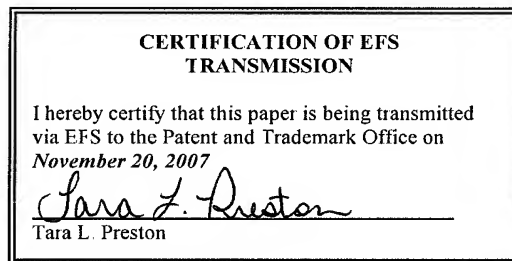 CERTIFICATION OF EFS
TRANSMISSION
I hereby certify that this paper is being transmitted
via EFS to the Patent and Trademark Office on
November 20, 2007
Tara L. Preston
Tara L. Preston